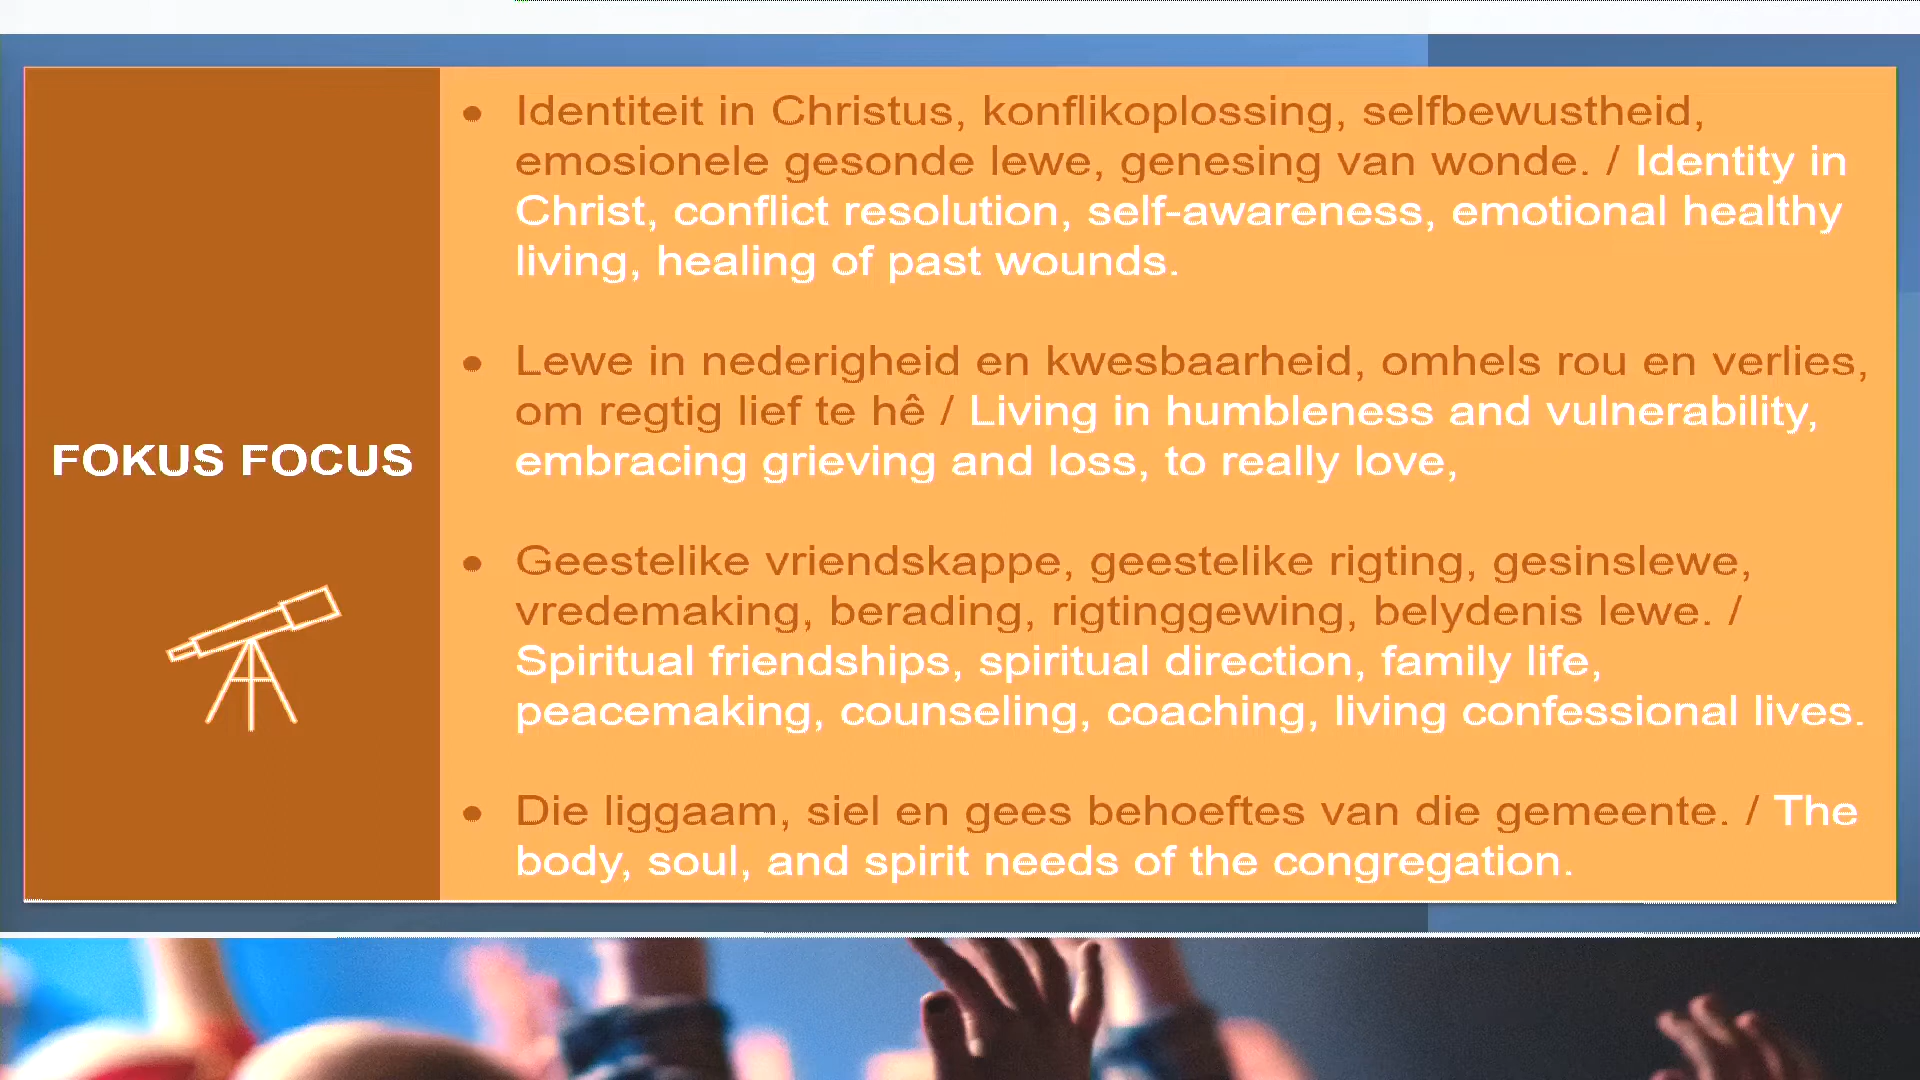 FOKUS FOCUS
• Identiteit in Christus, konflikoplossing, selfbewustheid,
emosionele gesonde lewe, genesing van wonde. / Identity in
Christ, conflict resolution, self-awareness, emotional healthy
living, healing of past wounds.
• Lewe in nederigheid en kwesbaarheid, omhels rou en verlies,
om regtig lief te hê / Living in humbleness and vulnerability,
embracing grieving and loss, to really love,
• Geestelike vriendskappe, geestelike rigting, gesinslewe,
vredemaking, berading, rigtinggewing, belydenis lewe. /
Spiritual friendships, spiritual direction, family life,
peacemaking, counseling, coaching, living confessional lives.
• Die liggaam, siel en gees behoeftes van die gemeente. / The
body, soul, and spirit needs of the congregation.